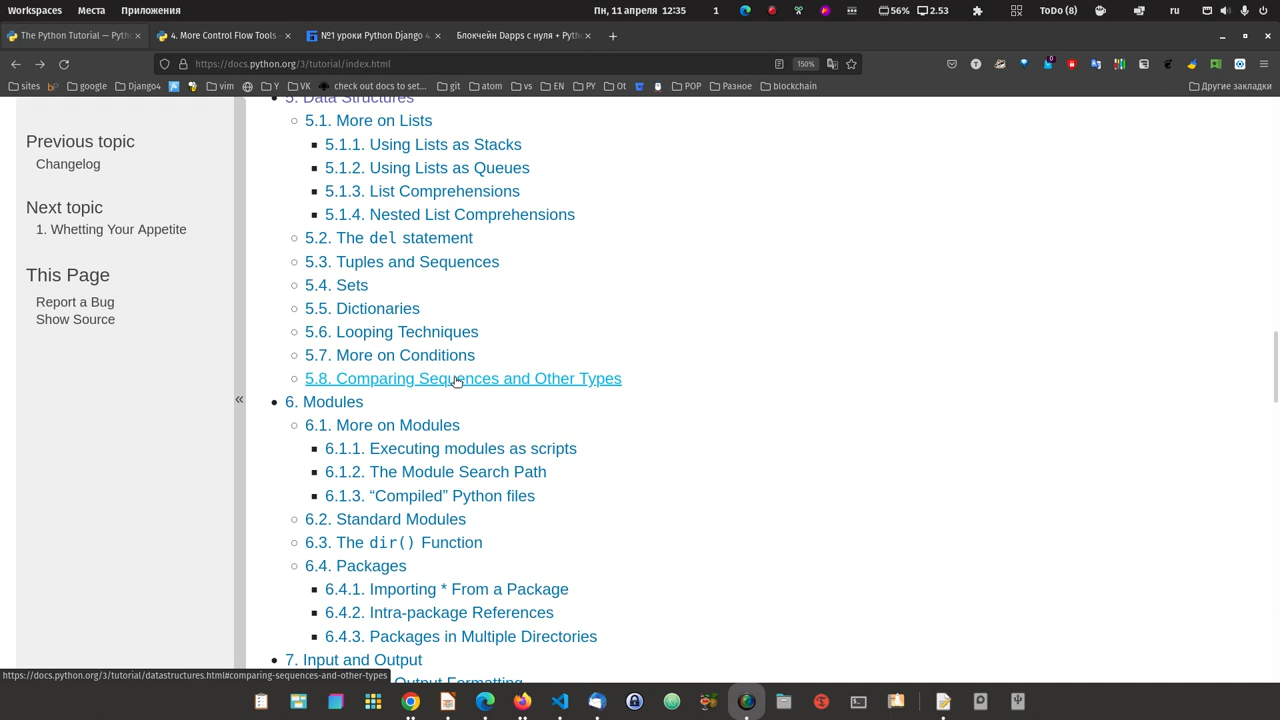 Workspaces Места Приложения Пн, 11 апреля 12:35 1 56% 2.53 ToDo (8) ru
The Python Tutorial — Pyth 4. More Control Flow Tools - №1 уроки Python Django 4. Блокчейн Dapps с нуля + Pyth
https://docs.python.org/3/tutorial/index.html 150%
sites google Django4 vim Y VK check out docs to set... git atom vs EN PY Ot POP Разное blockchain Другие закладки
Previous topic
Changelog
Next topic
1. Whetting Your Appetite
This Page
Report a Bug
Show Source
«
5. Data Structures
5.1. More on Lists
5.1.1. Using Lists as Stacks
5.1.2. Using Lists as Queues
5.1.3. List Comprehensions
5.1.4. Nested List Comprehensions
5.2. The del statement
5.3. Tuples and Sequences
5.4. Sets
5.5. Dictionaries
5.6. Looping Techniques
5.7. More on Conditions
5.8. Comparing Sequences and Other Types
6. Modules
6.1. More on Modules
6.1.1. Executing modules as scripts
6.1.2. The Module Search Path
6.1.3. “Compiled” Python files
6.2. Standard Modules
6.3. The dir() Function
6.4. Packages
6.4.1. Importing * From a Package
6.4.2. Intra-package References
6.4.3. Packages in Multiple Directories
7. Input and Output
Output Formatting
https://docs.python.org/3/tutorial/datastructures.html#comparing-sequences-and-other-types